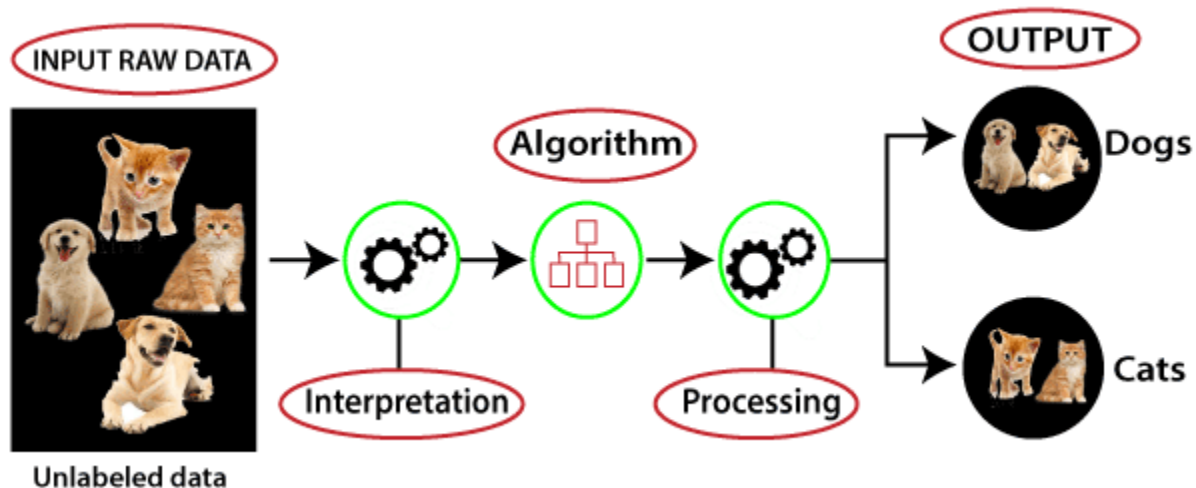 INPUT RAW DATA
Unlabeled data
Interpretation
Algorithm
Processing
OUTPUT
Dogs
Cats